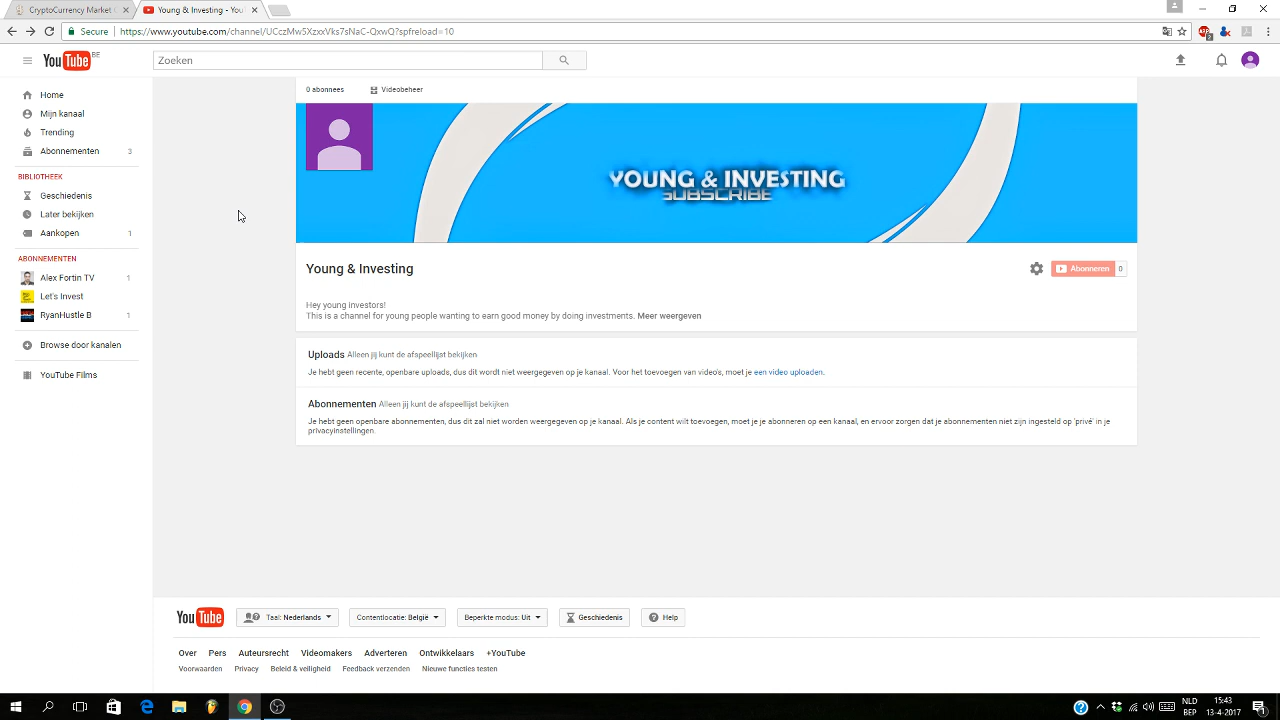 CryptoCurrency Market C
Young & Investing - You
Secure https://www.youtube.com/channel/UCczMw5XzxxVks7sNaC-QxwQ?spfreload=10
YouTube BE
Zoeken
Home
Mijn kanaal
Trending
Abonnementen 3
BIBLIOTHEEK
Geschiedenis
Later bekijken
Aankopen 1
ABONNEMENTEN
Alex Fortin TV 1
Let's Invest
RyanHustle B 1
Browse door kanalen
YouTube Films
0 abonnees Videobeheer
YOUNG & INVESTING
SUBSCRIBE
Young & Investing
Abonneren 0
Hey young investors!
This is a channel for young people wanting to earn good money by doing investments. Meer weergeven
Uploads Alleen jij kunt de afspeellijst bekijken
Je hebt geen recente, openbare uploads, dus dit wordt niet weergegeven op je kanaal. Voor het toevoegen van video's, moet je een video uploaden.
Abonnementen Alleen jij kunt de afspeellijst bekijken
Je hebt geen openbare abonnementen, dus dit zal niet worden weergegeven op je kanaal. Als je content wilt toevoegen, moet je je abonneren op een kanaal, en ervoor zorgen dat je abonnementen niet zijn ingesteld op 'privé' in je
privacyinstellingen.
YouTube Taal: Nederlands Contentlocatie: België Beperkte modus: Uit Geschiedenis Help
Over Pers Auteursrecht Videomakers Adverteren Ontwikkelaars +YouTube
Voorwaarden Privacy Beleid & veiligheid Feedback verzenden Nieuwe functies testen
NLD 15:43
BEP 13-4-2017